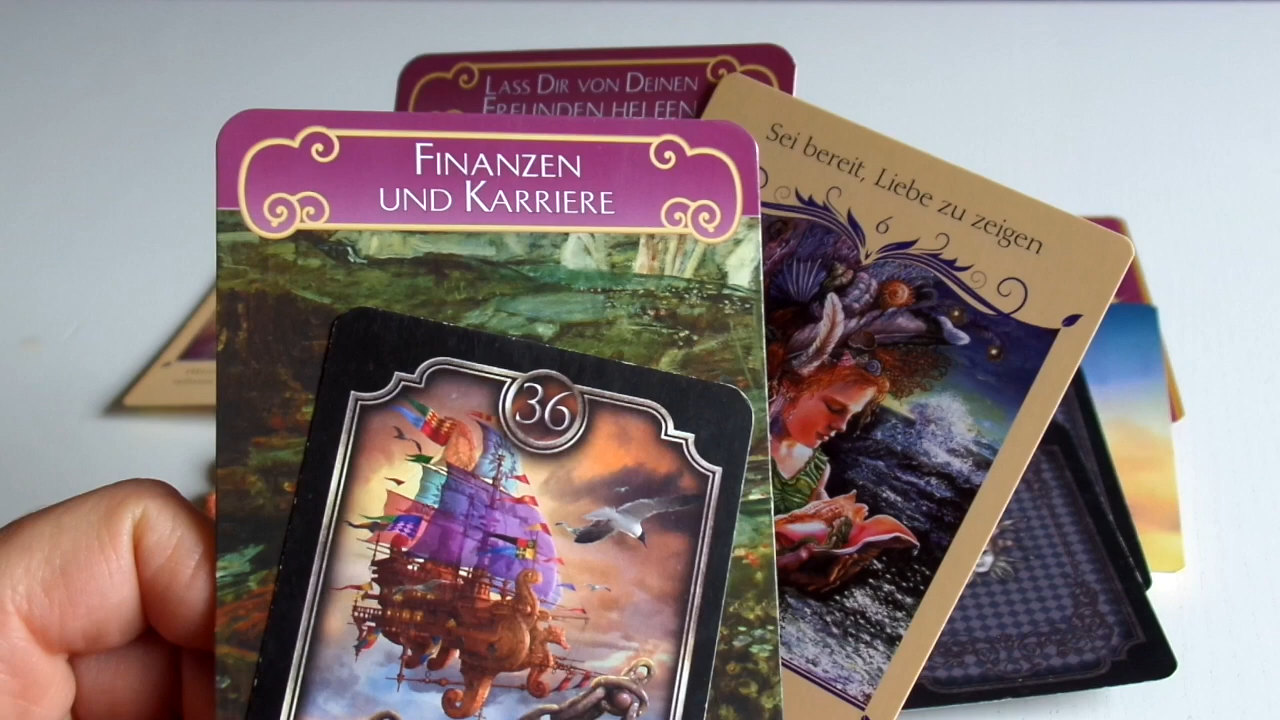 LASS DIR VON DEINEN
FREUNDEN HELFEN
FINANZEN
UND KARRIERE
Sei bereit, Liebe zu zeigen
6
36